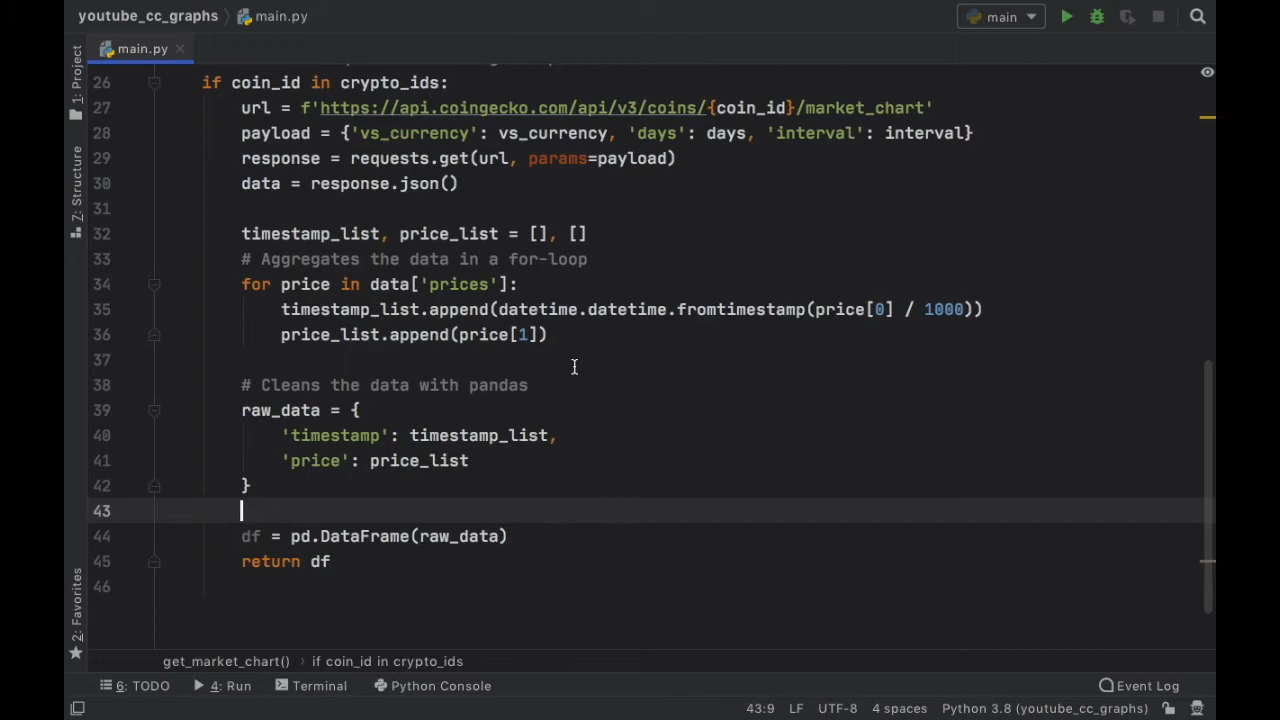 youtube_cc_graphs main.py main
main.py
1: Project
7: Structure
2: Favorites
26 if coin_id in crypto_ids:
27 url = f'https://api.coingecko.com/api/v3/coins/{coin_id}/market_chart'
28 payload = {'vs_currency': vs_currency, 'days': days, 'interval': interval}
29 response = requests.get(url, params=payload)
30 data = response.json()
31
32 timestamp_list, price_list = [], []
33 # Aggregates the data in a for-loop
34 for price in data['prices']:
35 timestamp_list.append(datetime.datetime.fromtimestamp(price[0] / 1000))
36 price_list.append(price[1])
37
38 # Cleans the data with pandas
39 raw_data = {
40 'timestamp': timestamp_list,
41 'price': price_list
42 }
43
44 df = pd.DataFrame(raw_data)
45 return df
46
get_market_chart() if coin_id in crypto_ids
6: TODO 4: Run Terminal Python Console Event Log
43:9 LF UTF-8 4 spaces Python 3.8 (youtube_cc_graphs)